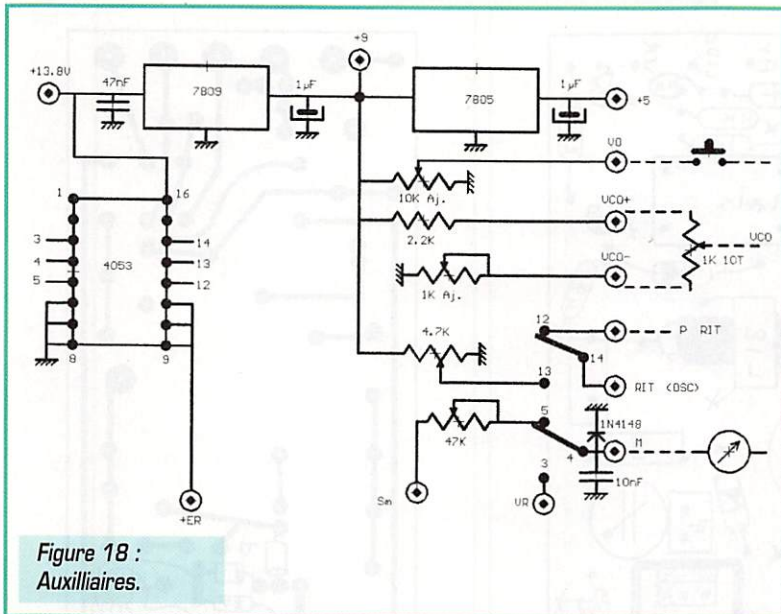 +9
+13.8V
47nF
7809
1µF
7805
1µF
+5
VO
10K Aj.
VCO+
2.2K
VCO
1K 10T
VCO-
1K Aj.
1
16
3
4
5
4053
14
13
12
8
9
4.7K
12
P RIT
14
13
RIT (OSC)
5
1N4148
47K
4
M
10nF
3
Sm
VR
+ER
Figure 18 :
Auxilliaires.